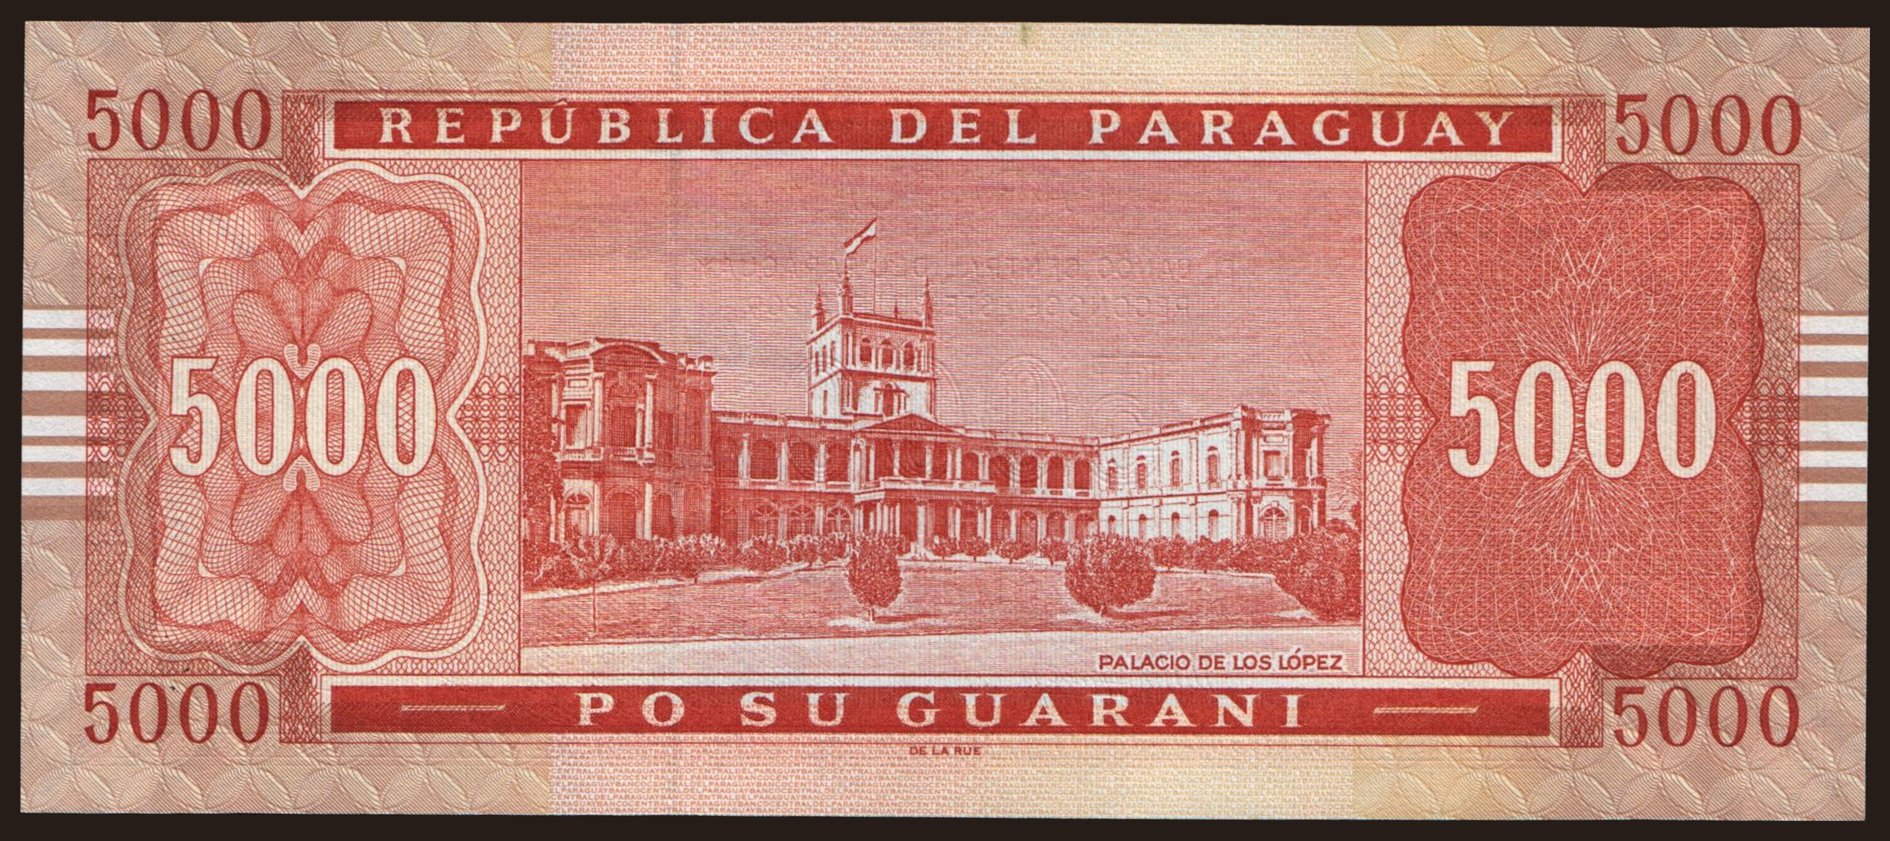 5000 REPÚBLICA DEL PARAGUAY 5000
5000 5000
PALACIO DE LOS LÓPEZ
5000 PO SU GUARANI 5000
DE LA RUE